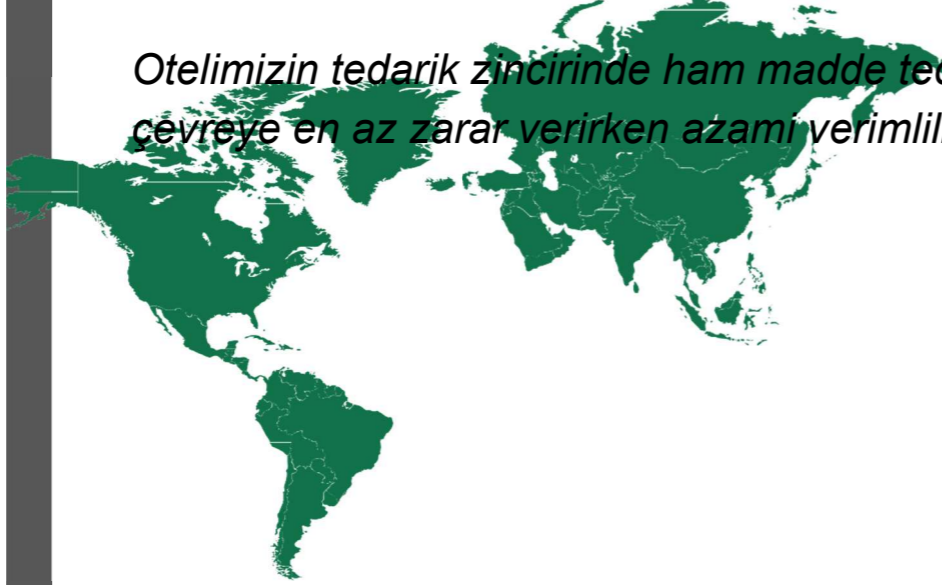 Otelimizin tedarik zincirinde ham madde
çevreye en az zarar verirken azami